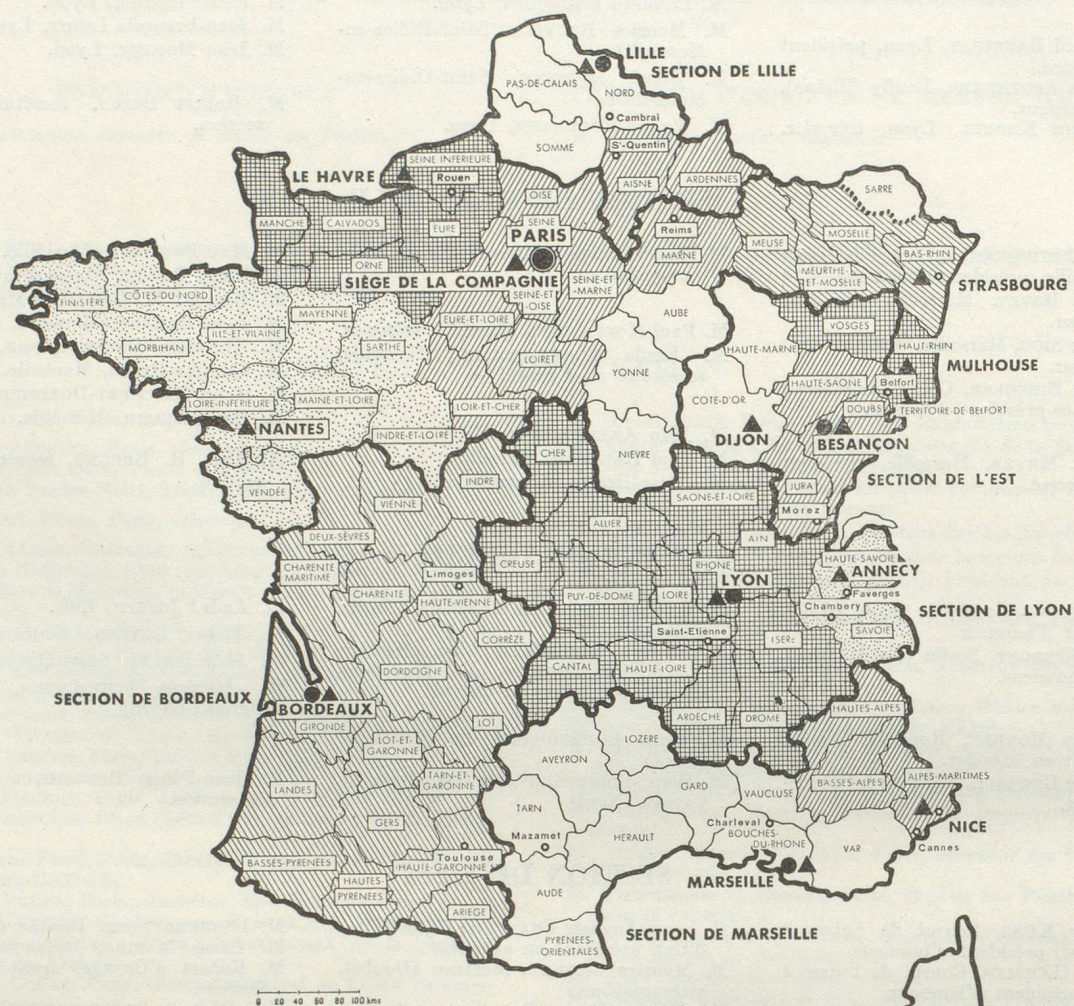 LILLE
SECTION DE LILLE
PAS-DE-CALAIS
NORD
Cambrai
SOMME
St-Quentin
AISNE
ARDENNES
LE HAVRE
SEINE INFÉRIEURE
Rouen
OISE
SARRE
MANCHE
CALVADOS
EURE
SEINE
PARIS
Reims
MARNE
MEUSE
MOSELLE
BAS-RHIN
ORNE
SIÈGE DE LA COMPAGNIE
SEINE-ET-MARNE
SEINE-ET-OISE
MEURTHE-ET-MOSELLE
STRASBOURG
FINISTÈRE
CÔTES-DU-NORD
MAYENNE
EURE-ET-LOIRE
AUBE
VOSGES
ILLE-ET-VILAINE
MORBIHAN
SARTHE
LOIRET
YONNE
HAUTE-MARNE
HAUT-RHIN
MULHOUSE
HAUTE-SAÔNE
Belfort
LOIRE-INFÉRIEURE
MAINE-ET-LOIRE
LOIR-ET-CHER
COTE-D'OR
DOUBS
TERRITOIRE-DE-BELFORT
NANTES
INDRE-ET-LOIRE
DIJON
BESANÇON
CHER
NIÈVRE
SECTION DE L'EST
VENDÉE
VIENNE
INDRE
SAONE-ET-LOIRE
JURA
Morez
ALLIER
DEUX-SÈVRES
AIN
CREUSE
RHONE
HAUTE-SAVOIE
ANNECY
CHARENTE MARITIME
Limoges
PUY-DE-DOME
LOIRE
LYON
Faverges
CHARENTE
HAUTE-VIENNE
Chambery
SECTION DE LYON
Saint-Etienne
SAVOIE
CORRÈZE
ISERE
DORDOGNE
CANTAL
HAUTE-LOIRE
SECTION DE BORDEAUX
BORDEAUX
GIRONDE
LOT
ARDECHE
DROME
HAUTES-ALPES
LOT-ET-GARONNE
LOZERE
AVEYRON
LANDES
TARN-ET-GARONNE
GARD
VAUCLUSE
BASSES-ALPES
ALPES-MARITIMES
TARN
GERS
Charleval
BOUCHES-DU-RHÔNE
NICE
Mazamet
HERAULT
VAR
Cannes
Toulouse
BASSES-PYRENÉES
HAUTE-GARONNE
MARSEILLE
HAUTES-PYRENÉES
AUDE
ARIÈGE
SECTION DE MARSEILLE
PYRENÉES-ORIENTALES
0 20 40 60 80 100 kms